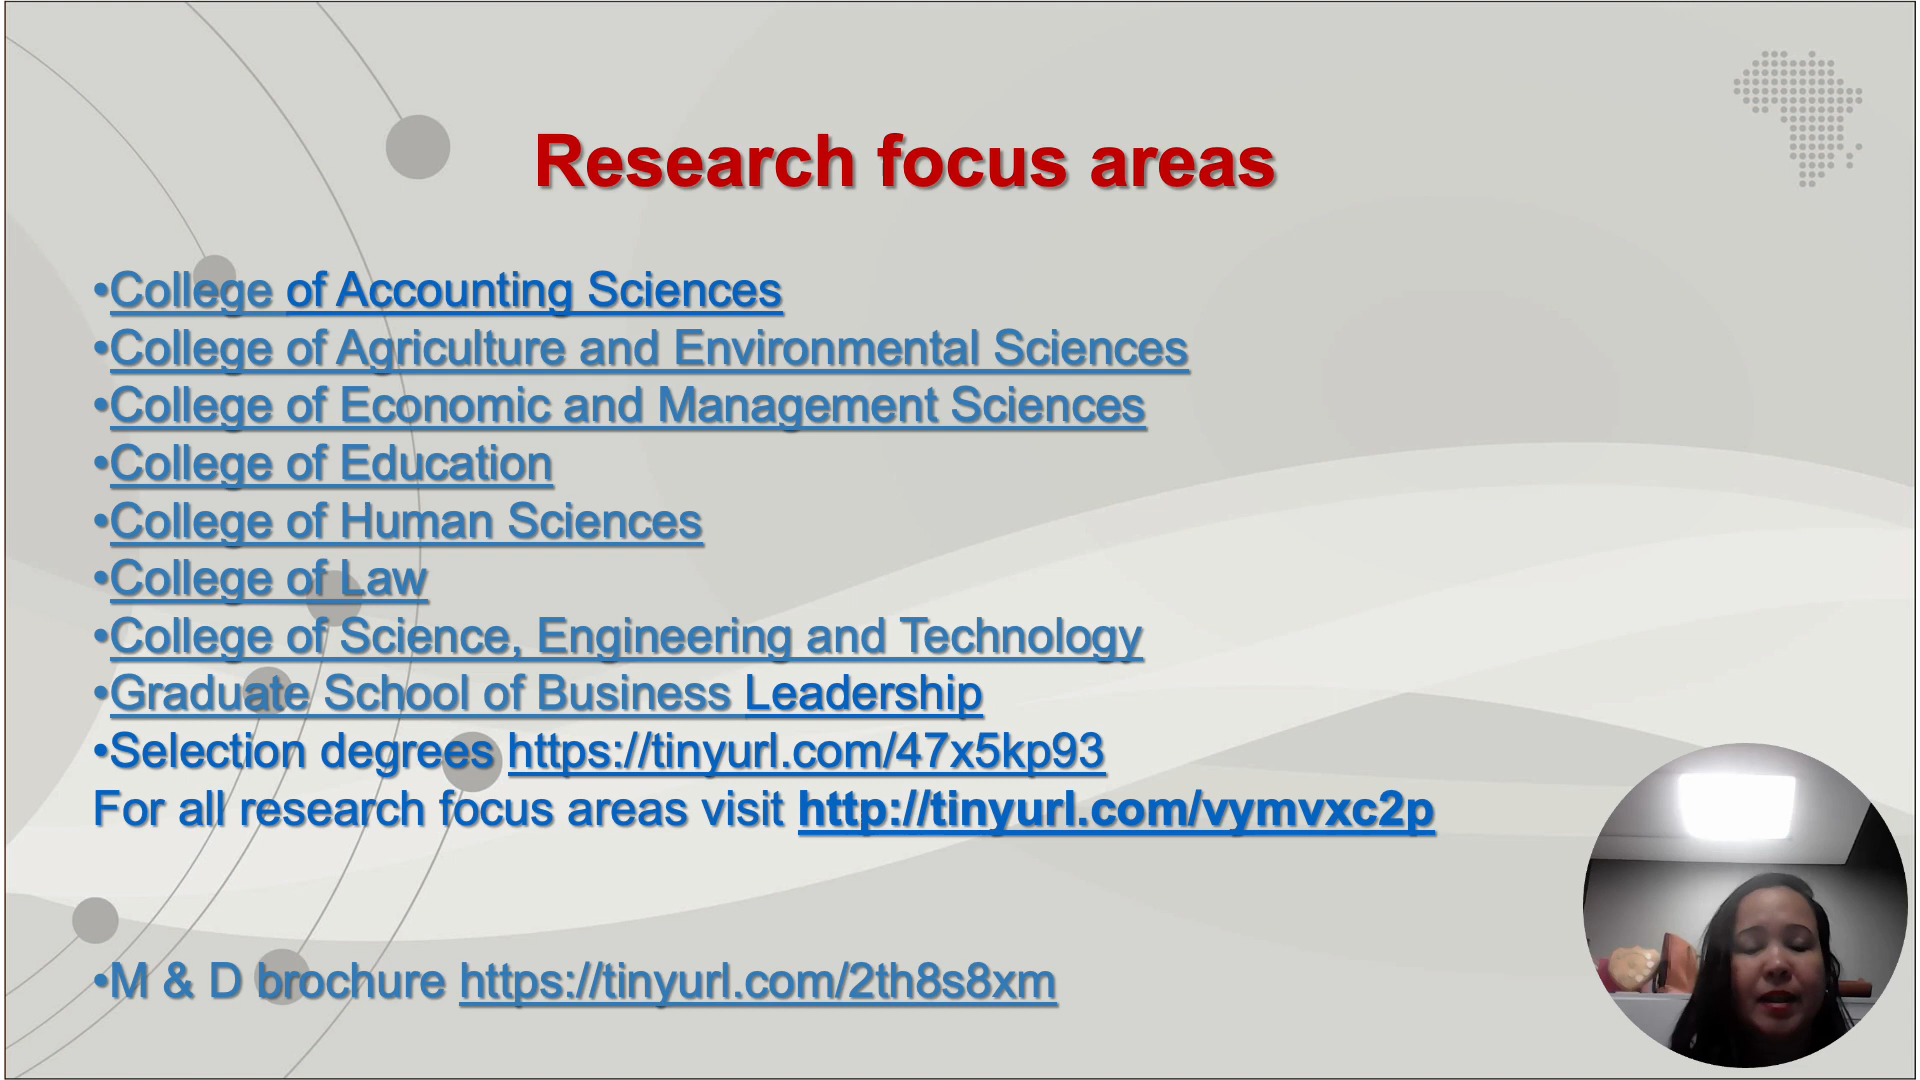 Research focus areas
•College of Accounting Sciences
•College of Agriculture and Environmental Sciences
•College of Economic and Management Sciences
•College of Education
•College of Human Sciences
•College of Law
•College of Science, Engineering and Technology
•Graduate School of Business Leadership
•Selection degrees https://tinyurl.com/47x5kp93
For all research focus areas visit http://tinyurl.com/vymvxc2p
•M & D brochure https://tinyurl.com/2th8s8xm